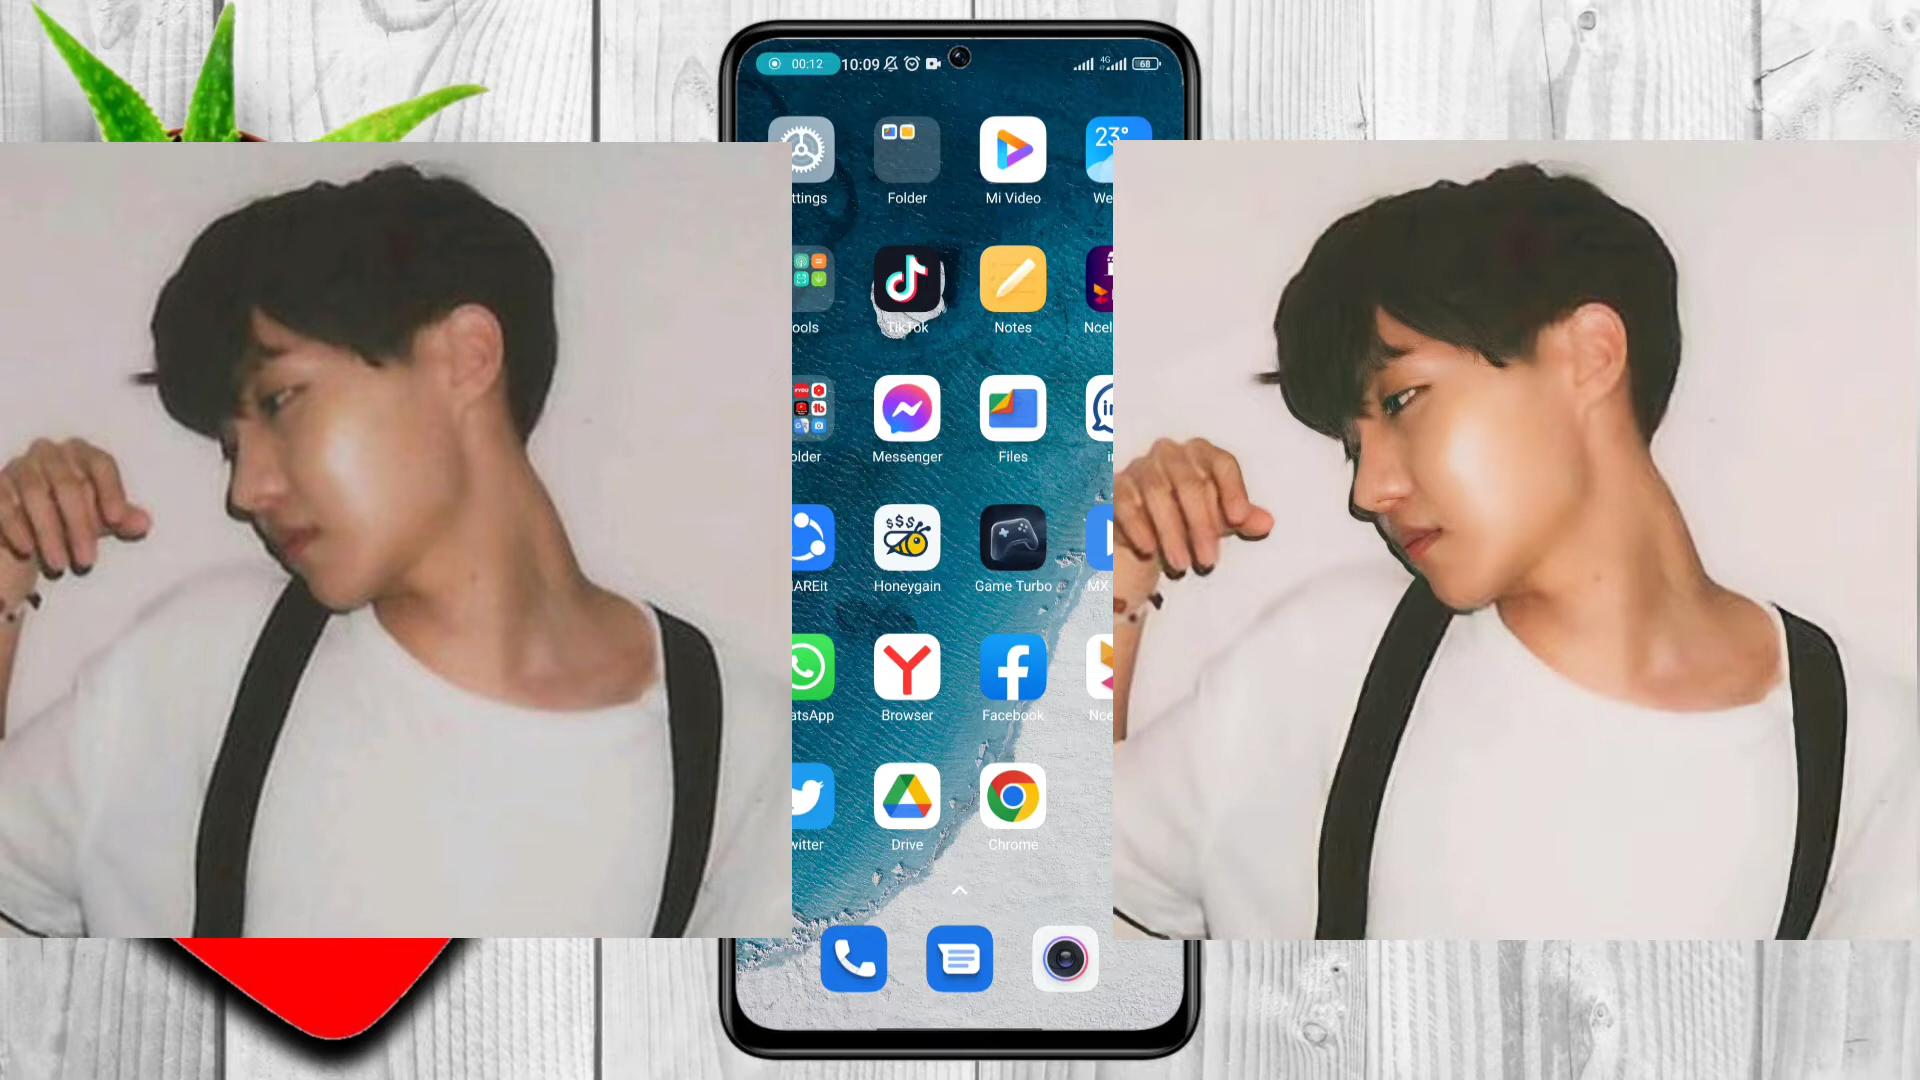 00:12 10:09 4G 68
23°
ttings Folder Mi Video We
ools TikTok Notes Ncel
older Messenger Files i
AREit Honeygain Game Turbo MX
atsApp Browser Facebook Nce
witter Drive Chrome